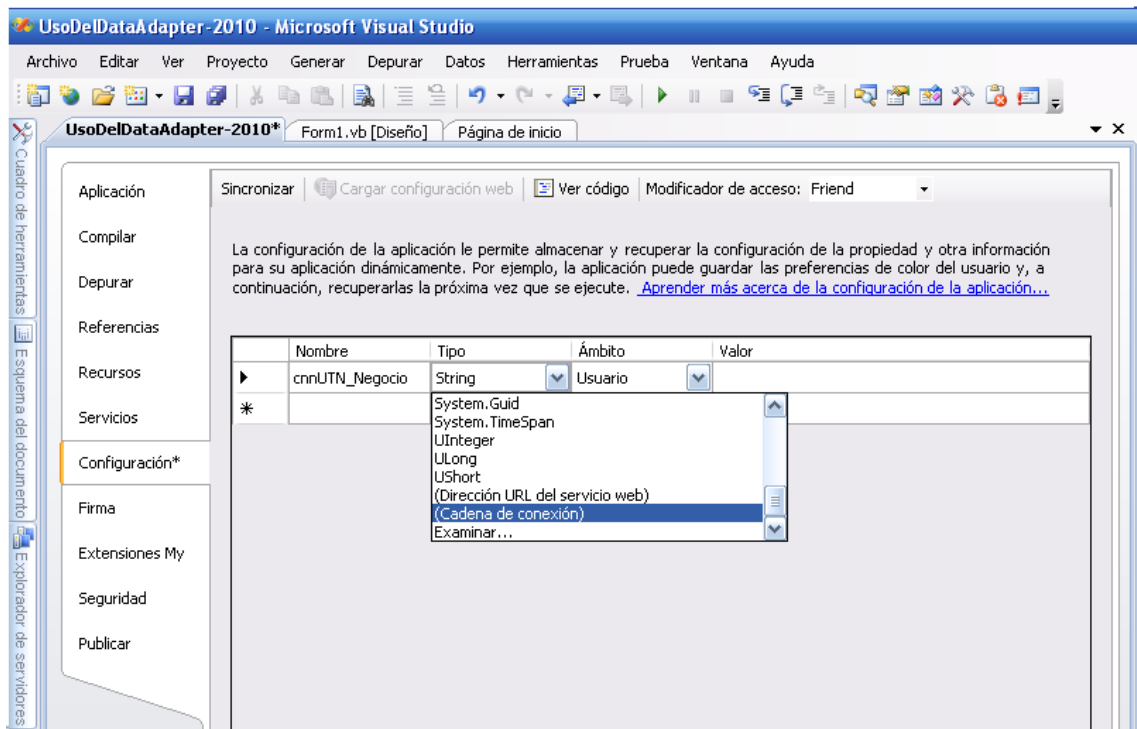 UsoDelDataAdapter-2010 - Microsoft Visual Studio
Archivo Editar Ver Proyecto Generar Depurar Datos Herramientas Prueba Ventana Ayuda
UsoDelDataAdapter-2010* Form1.vb [Diseño] Página de inicio
Cuadro de herramientas
Esquema del documento
Explorador de servidores
Aplicación
Compilar
Depurar
Referencias
Recursos
Servicios
Configuración*
Firma
Extensiones My
Seguridad
Publicar
Sincronizar Cargar configuración web Ver código Modificador de acceso: Friend
La configuración de la aplicación le permite almacenar y recuperar la configuración de la propiedad y otra información
para su aplicación dinámicamente. Por ejemplo, la aplicación puede guardar las preferencias de color del usuario y, a
continuación, recuperarlas la próxima vez que se ejecute. Aprender más acerca de la configuración de la aplicación...
Nombre Tipo Ámbito Valor
cnnUTN_Negocio String Usuario
System.Guid
System.TimeSpan
UInteger
ULong
UShort
(Dirección URL del servicio web)
(Cadena de conexión)
Examinar...